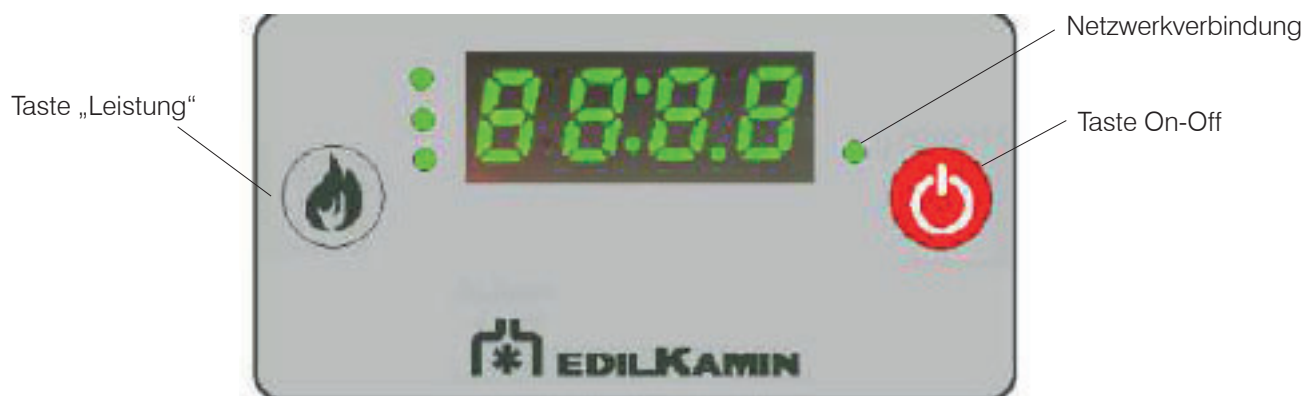 Netzwerkverbindung
Taste „Leistung“
Taste On-Off
88:8.8
EDILKAMIN